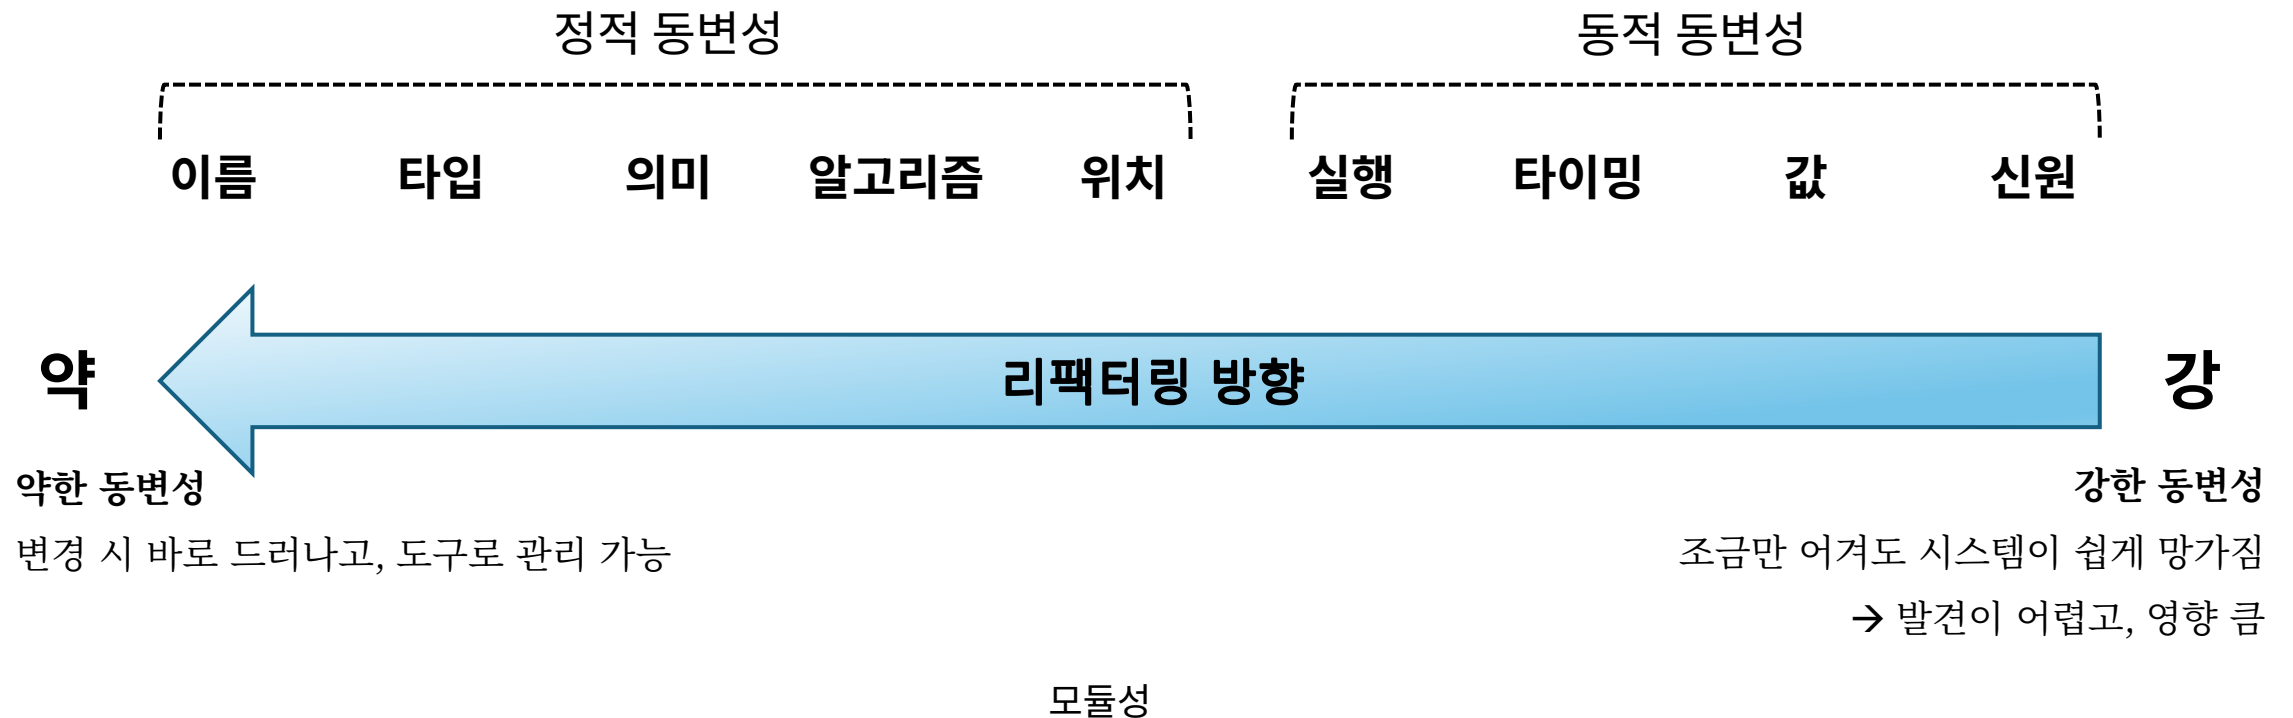 정적 동변성 동적 동변성
이름 타입 의미 알고리즘 위치 실행 타이밍 값 신원
약 리팩터링 방향 강
약한 동변성 강한 동변성
변경 시 바로 드러나고, 도구로 관리 가능 조금만 어겨도 시스템이 쉽게 망가짐
→ 발견이 어렵고, 영향 큼
모듈성